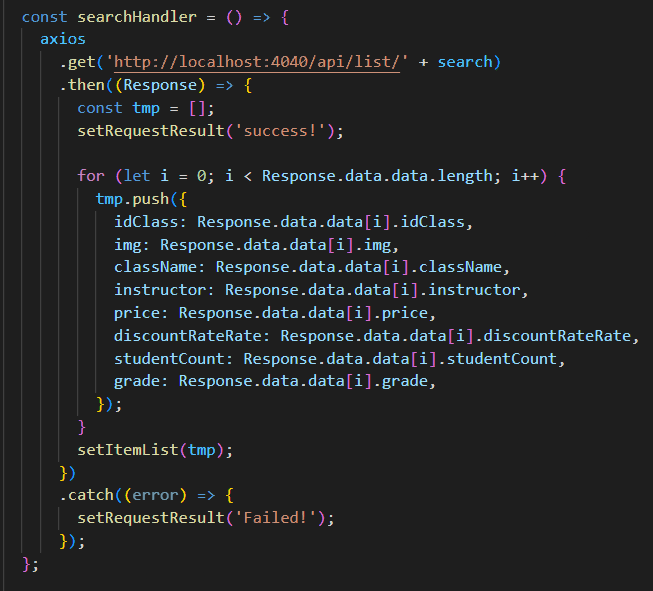 const searchHandler = () => {
axios
.get('http://localhost:4040/api/list/' + search)
.then((Response) => {
const tmp = [];
setRequestResult('success!');
for (let i = 0; i < Response.data.data.length; i++) {
tmp.push({
idClass: Response.data.data[i].idClass,
img: Response.data.data[i].img,
className: Response.data.data[i].className,
instructor: Response.data.data[i].instructor,
price: Response.data.data[i].price,
discountRateRate: Response.data.data[i].discountRateRate,
studentCount: Response.data.data[i].studentCount,
grade: Response.data.data[i].grade,
});
}
setItemList(tmp);
})
.catch((error) => {
setRequestResult('Failed!');
});
};